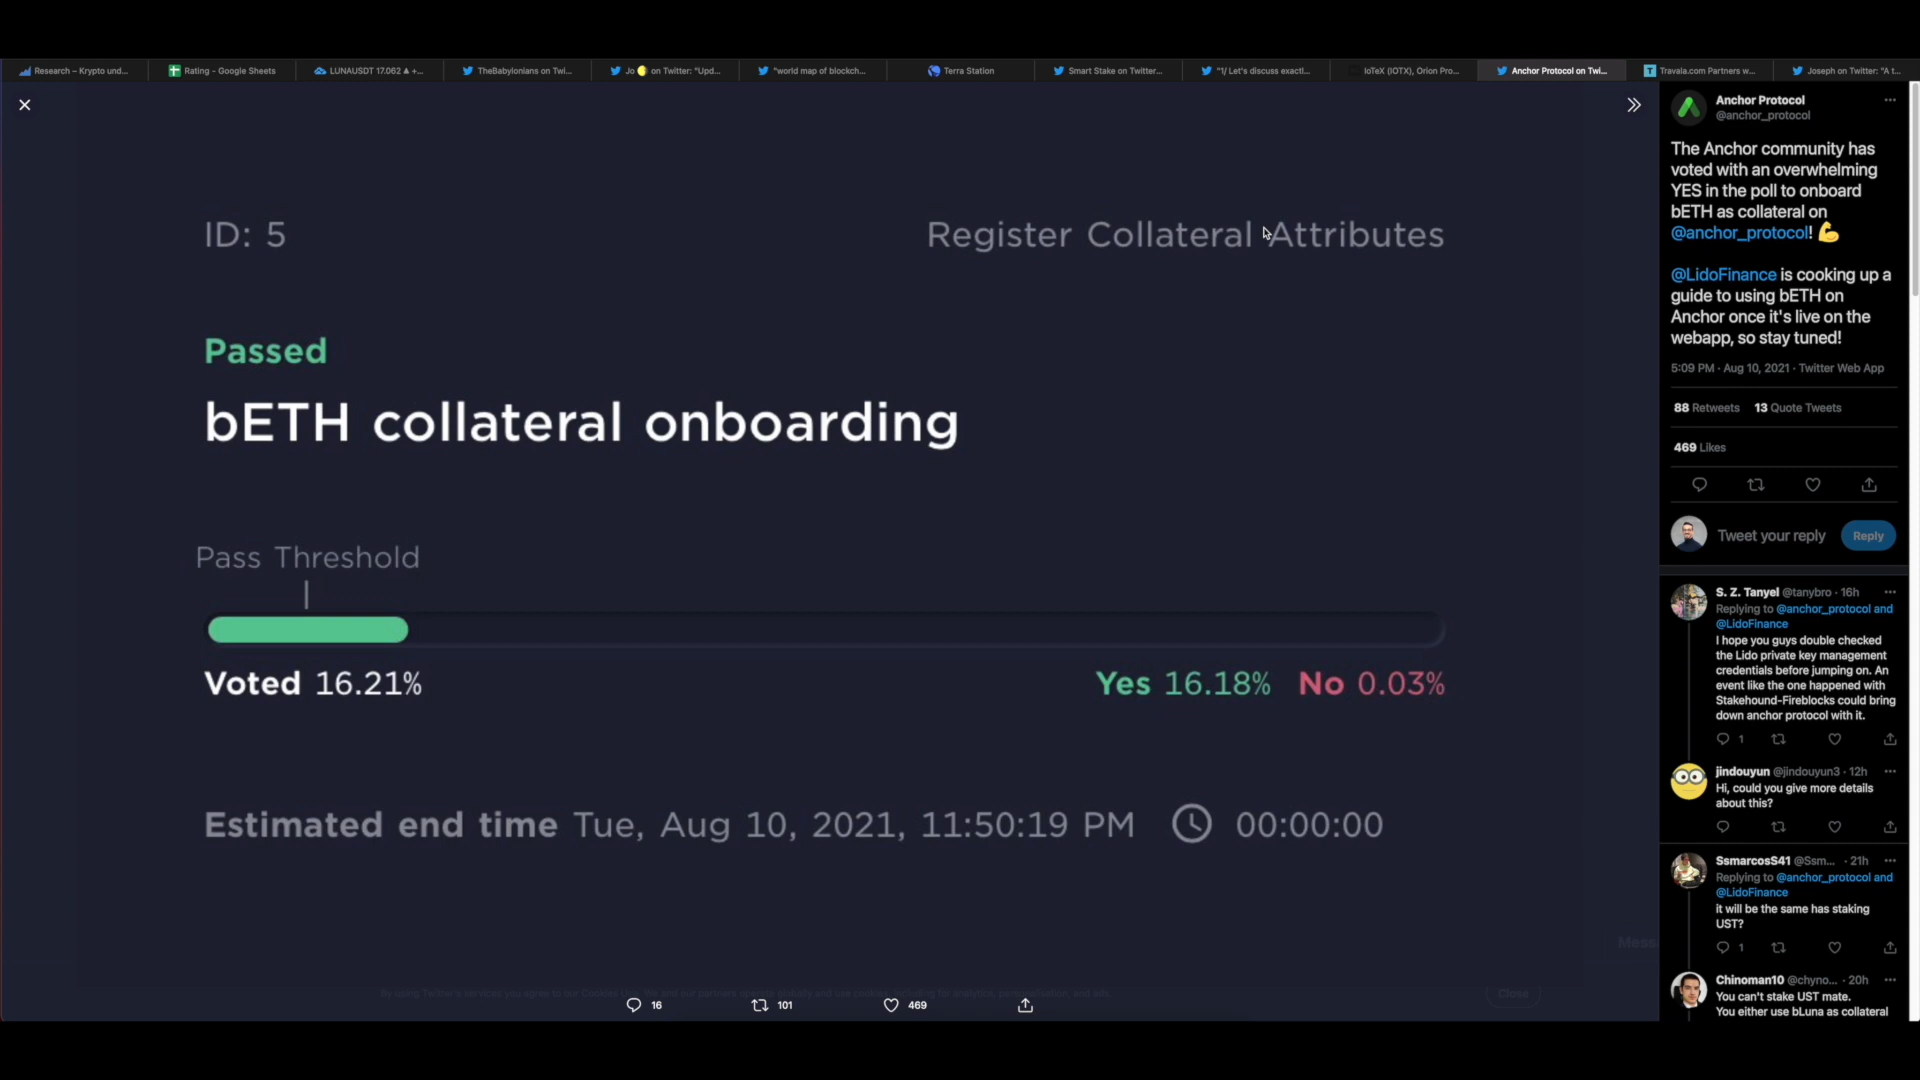 Research – Krypto und...
Rating - Google Sheets
LUNAUSDT 17.062 ▲ +...
TheBabylonians on Twi...
Jo 🌕 on Twitter: "Upd...
"world map of blockch...
Terra Station
Smart Stake on Twitter...
"1/ Let's discuss exactl...
IoTeX (IOTX), Orion Pro...
Anchor Protocol on Twi...
Travala.com Partners w...
Joseph on Twitter: "A t...
ID: 5
Register Collateral Attributes
Passed
bETH collateral onboarding
Pass Threshold
Voted 16.21%
Yes 16.18% No 0.03%
Estimated end time Tue, Aug 10, 2021, 11:50:19 PM 00:00:00
16
101
469
Close
Anchor Protocol
@anchor_protocol
The Anchor community has
voted with an overwhelming
YES in the poll to onboard
bETH as collateral on
@anchor_protocol! 💪
@LidoFinance is cooking up a
guide to using bETH on
Anchor once it's live on the
webapp, so stay tuned!
5:09 PM · Aug 10, 2021 · Twitter Web App
88 Retweets 13 Quote Tweets
469 Likes
Tweet your reply
Reply
S. Z. Tanyel @tanybro · 16h
Replying to @anchor_protocol and
@LidoFinance
I hope you guys double checked
the Lido private key management
credentials before jumping on. An
event like the one happened with
Stakehound-Fireblocks could bring
down anchor protocol with it.
1
jindouyun @jindouyun3 · 12h
Hi, could you give more details
about this?
SsmarcosS41 @Ssm... · 21h
Replying to @anchor_protocol and
@LidoFinance
it will be the same has staking
UST?
1
Chinoman10 @chyno... · 20h
You can't stake UST mate.
You either use bLuna as collateral